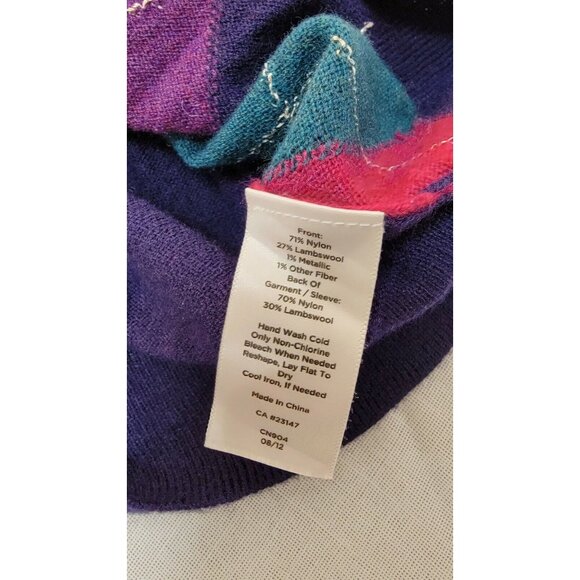 Front:
71% Nylon
27% Lambswool
1% Metallic
1% Other Fiber
Back Of
Garment / Sleeve:
70% Nylon
30% Lambswool
Hand Wash Cold
Only Non-Chlorine
Bleach When Needed
Reshape, Lay Flat To
Dry
Cool Iron, If Needed
Made In China
CA #23147
CN904
08/12